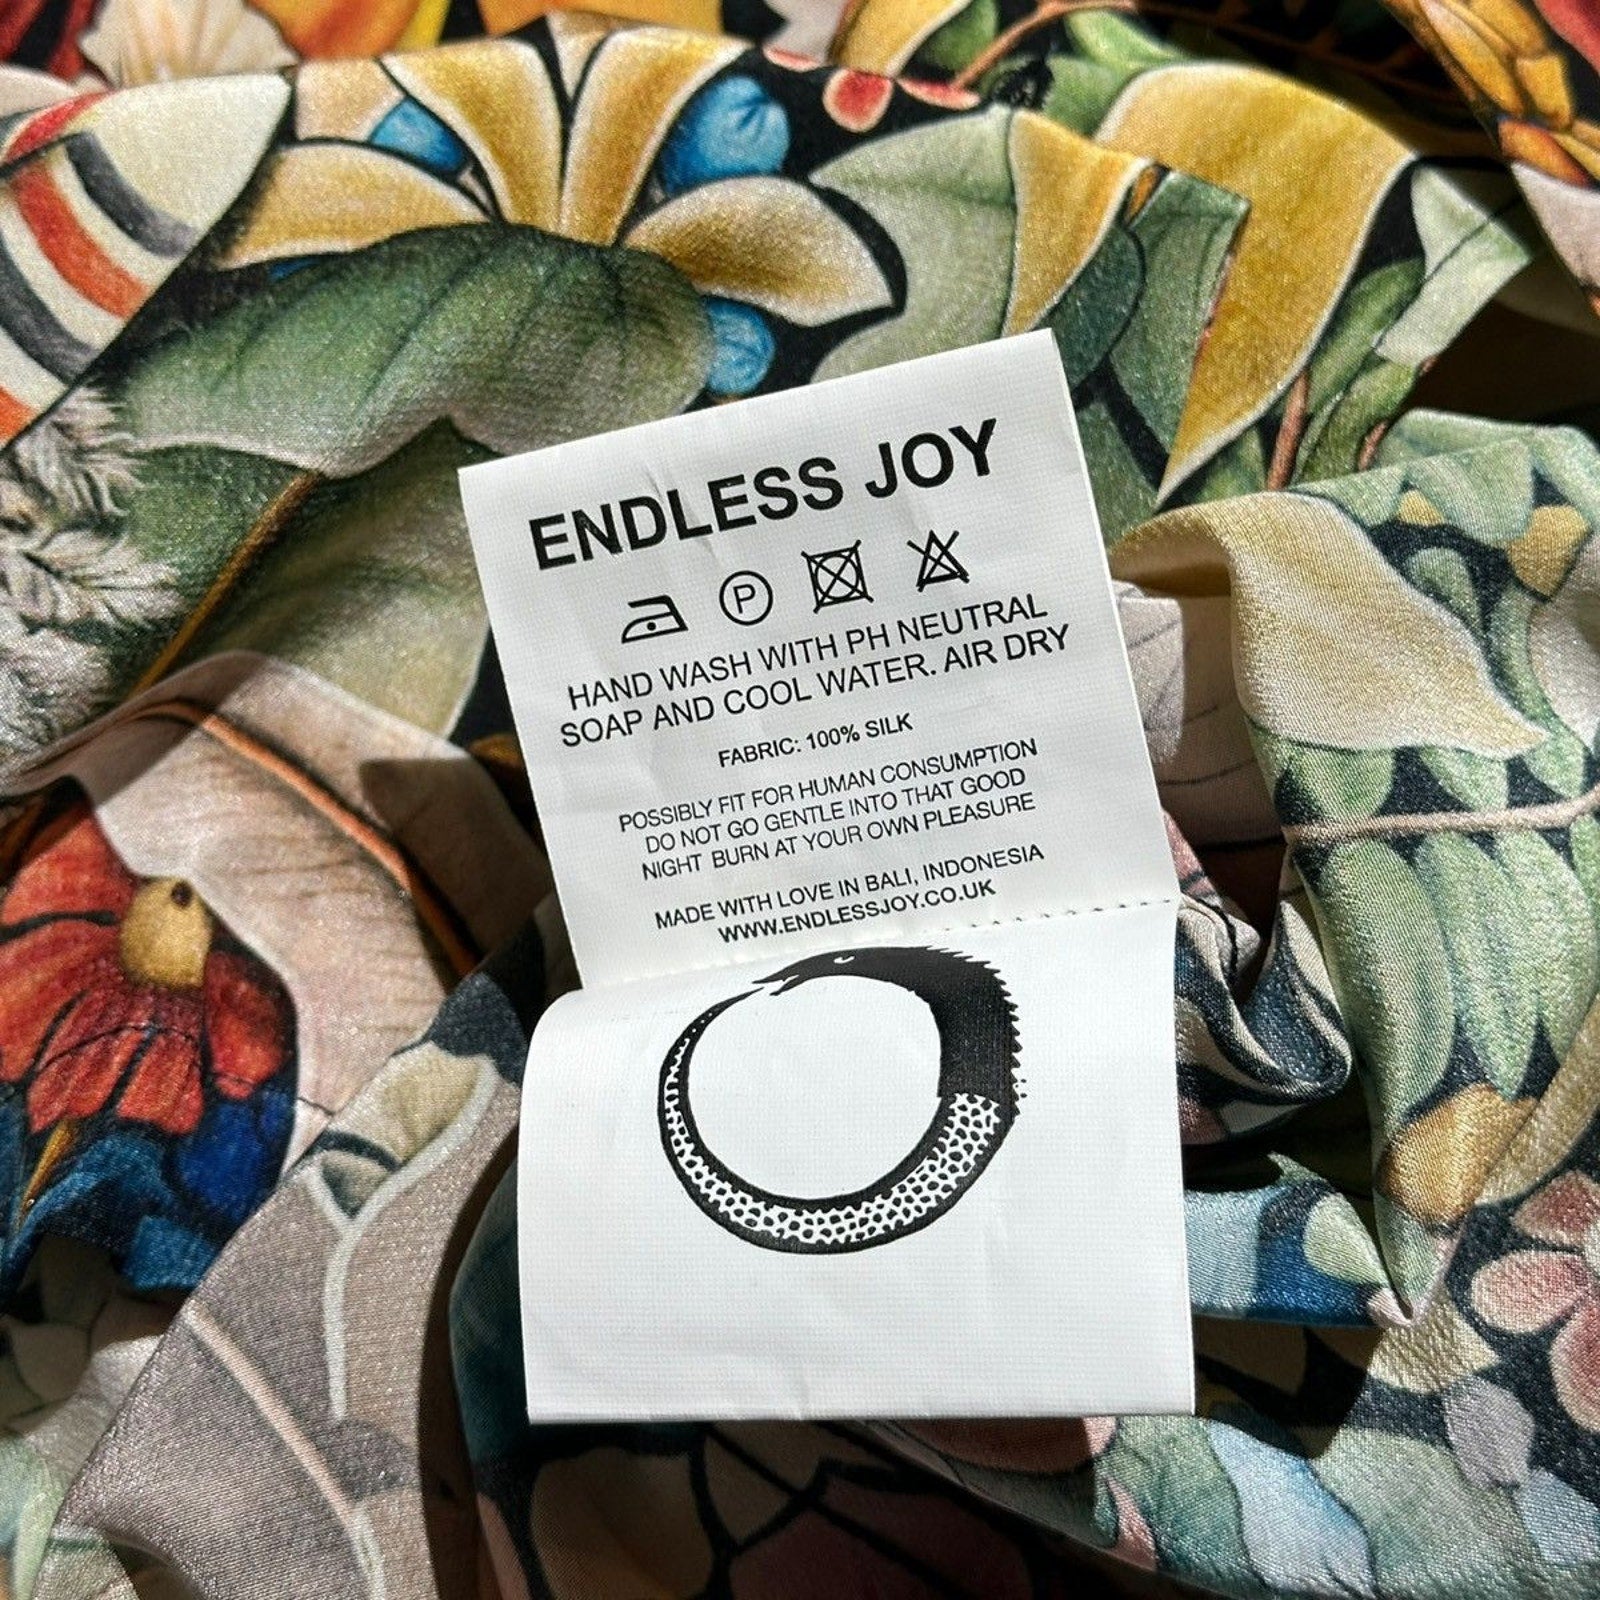 ENDLESS JOY
P
HAND WASH WITH PH NEUTRAL
SOAP AND COOL WATER. AIR DRY
FABRIC: 100% SILK
POSSIBLY FIT FOR HUMAN CONSUMPTION
DO NOT GO GENTLE INTO THAT GOOD
NIGHT BURN AT YOUR OWN PLEASURE
MADE WITH LOVE IN BALI, INDONESIA
WWW.ENDLESSJOY.CO.UK